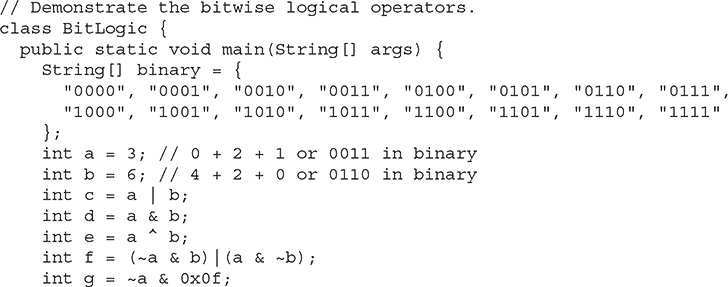 // Demonstrate the bitwise logical operators.
class BitLogic {
  public static void main(String[] args) {
    String[] binary = {
      "0000", "0001", "0010", "0011", "0100", "0101", "0110", "0111",
      "1000", "1001", "1010", "1011", "1100", "1101", "1110", "1111"
    };
    int a = 3; // 0 + 2 + 1 or 0011 in binary
    int b = 6; // 4 + 2 + 0 or 0110 in binary
    int c = a | b;
    int d = a & b;
    int e = a ^ b;
    int f = (~a & b)|(a & ~b);
    int g = ~a & 0x0f;